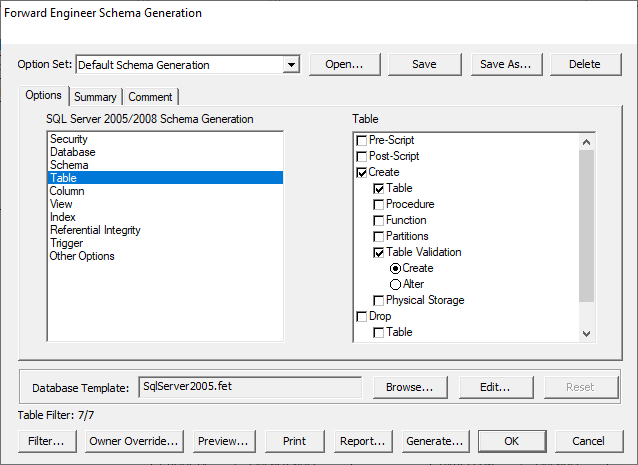 Forward Engineer Schema Generation
Option Set: Default Schema Generation Open... Save Save As... Delete
Options Summary Comment
SQL Server 2005/2008 Schema Generation Table
Security
Database
Schema
Table
Column
View
Index
Referential Integrity
Trigger
Other Options
Pre-Script
Post-Script
Create
Table
Procedure
Function
Partitions
Table Validation
Create
Alter
Physical Storage
Drop
Table
Database Template: SqlServer2005.fet Browse... Edit... Reset
Table Filter: 7/7
Filter... Owner Override... Preview... Print Report... Generate... OK Cancel